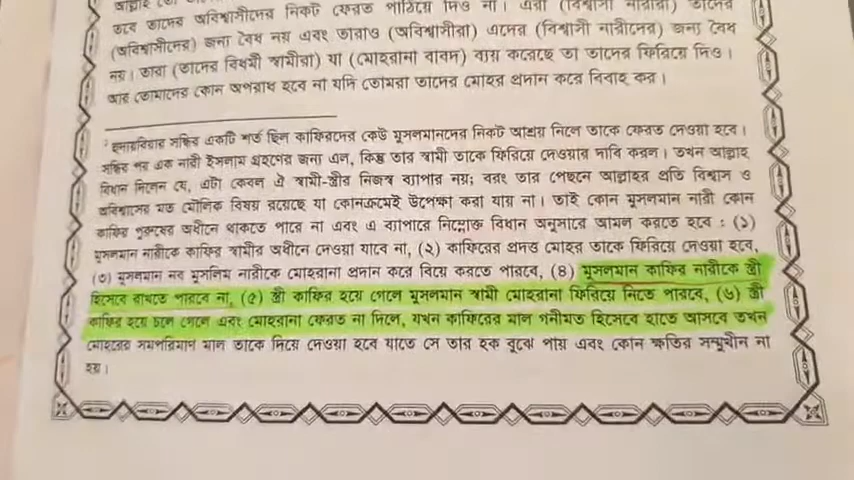 তবে তাদের অবিশ্বাসীদের নিকট ফেরত পাঠিয়ে দিও না। এরা (বিশ্বাসী নারীরা) তাদের
(অবিশ্বাসীদের) জন্য বৈধ নয় এবং তারাও (অবিশ্বাসীরা) এদের (বিশ্বাসী নারীদের) জন্য বৈধ
নয়। তারা (তাদের বিধর্মী স্বামীরা) যা (মোহরানা বাবদ) ব্যয় করেছে তা তাদের ফিরিয়ে দিও।
আর তোমাদের কোন অপরাধ হবে না যদি তোমরা তাদের মোহর প্রদান করে বিবাহ কর।
হুদায়বিয়ার সন্ধির একটি শর্ত ছিল কাফিরদের কেউ মুসলমানদের নিকট আশ্রয় নিলে তাকে ফেরত দেওয়া হবে।
সন্ধির পর এক নারী ইসলাম গ্রহণের জন্য এল, কিন্তু তার স্বামী তাকে ফিরিয়ে দেওয়ার দাবি করল। তখন আল্লাহ
বিধান দিলেন যে, এটা কেবল ঐ স্বামী-স্ত্রীর নিজস্ব ব্যাপার নয়; বরং তার পেছনে আল্লাহর প্রতি বিশ্বাস ও
অবিশ্বাসের মত মৌলিক বিষয় রয়েছে যা কোনক্রমেই উপেক্ষা করা যায় না। তাই কোন মুসলমান নারী কোন
কাফির পুরুষের অধীনে থাকতে পারে না এবং এ ব্যাপারে নিম্নোক্ত বিধান অনুসারে আমল করতে হবে : (১)
মুসলমান নারীকে কাফির স্বামীর অধীনে দেওয়া যাবে না, (২) কাফিরের প্রদত্ত মোহর তাকে ফিরিয়ে দেওয়া হবে,
(৩) মুসলমান নব মুসলিম নারীকে মোহরানা প্রদান করে বিয়ে করতে পারবে, (৪) মুসলমান কাফির নারীকে স্ত্রী
হিসেবে রাখতে পারবে না, (৫) স্ত্রী কাফির হয়ে গেলে মুসলমান স্বামী মোহরানা ফিরিয়ে নিতে পারবে, (৬) স্ত্রী
কাফির হয়ে চলে গেলে এবং মোহরানা ফেরত না দিলে, যখন কাফিরের মাল গনীমত হিসেবে হাতে আসবে তখন
মোহরের সমপরিমাণ মাল তাকে দিয়ে দেওয়া হবে যাতে সে তার হক বুঝে পায় এবং কোন ক্ষতির সম্মুখীন না
হয়।